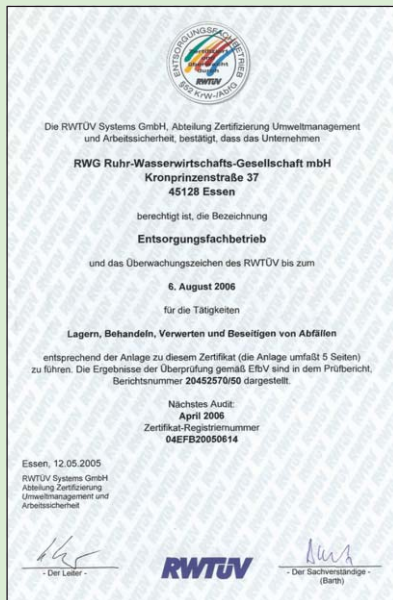 ENTSORGUNGSFACHBETRIEB
RWTÜV
§52 KrW-/AbfG
Die RWTÜV Systems GmbH, Abteilung Zertifizierung Umweltmanagement
und Arbeitssicherheit, bestätigt, dass das Unternehmen
RWG Ruhr-Wasserwirtschafts-Gesellschaft mbH
Kronprinzenstraße 37
45128 Essen
berechtigt ist, die Bezeichnung
Entsorgungsfachbetrieb
und das Überwachungszeichen des RWTÜV bis zum
6. August 2006
für die Tätigkeiten
Lagern, Behandeln, Verwerten und Beseitigen von Abfällen
entsprechend der Anlage zu diesem Zertifikat (die Anlage umfaßt 5 Seiten)
zu führen. Die Ergebnisse der Überprüfung gemäß EfbV sind in dem Prüfbericht,
Berichtsnummer 20452570/50 dargestellt.
Nächstes Audit:
April 2006
Zertifikat-Registriernummer
04EFB20050614
Essen, 12.05.2005
RWTÜV Systems GmbH
Abteilung Zertifizierung
Umweltmanagement und
Arbeitssicherheit
- Der Leiter -
RWTÜV
- Der Sachverständige -
(Barth)